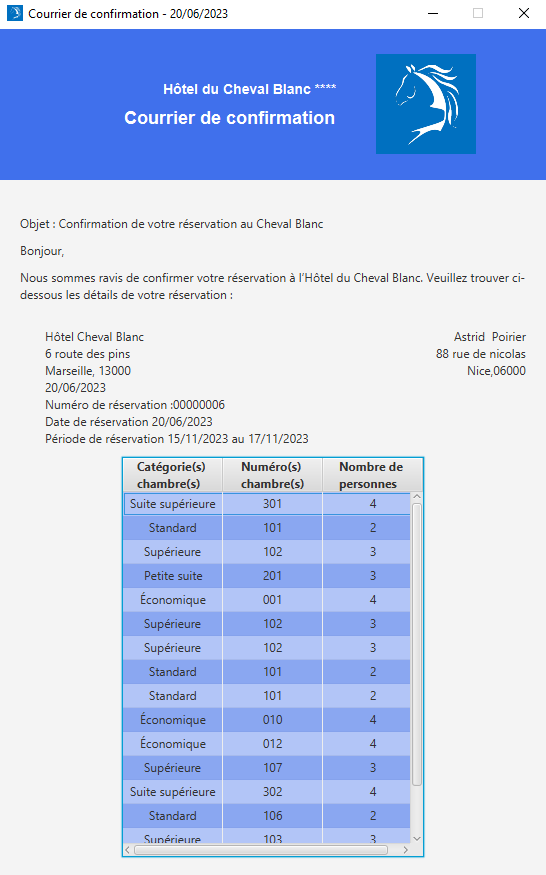 Courrier de confirmation - 20/06/2023
Hôtel du Cheval Blanc ****
Courrier de confirmation
Objet : Confirmation de votre réservation au Cheval Blanc
Bonjour,
Nous sommes ravis de confirmer votre réservation à l'Hôtel du Cheval Blanc. Veuillez trouver ci-
dessous les détails de votre réservation :
Hôtel Cheval Blanc Astrid Poirier
6 route des pins 88 rue de nicolas
Marseille, 13000 Nice,06000
20/06/2023
Numéro de réservation :00000006
Date de réservation 20/06/2023
Période de réservation 15/11/2023 au 17/11/2023
Catégorie(s) Numéro(s) Nombre de
chambre(s) chambre(s) personnes
Suite supérieure 301 4
Standard 101 2
Supérieure 102 3
Petite suite 201 3
Économique 001 4
Supérieure 102 3
Supérieure 102 3
Standard 101 2
Standard 101 2
Économique 010 4
Économique 012 4
Supérieure 107 3
Suite supérieure 302 4
Standard 106 2
Supérieure 103 3